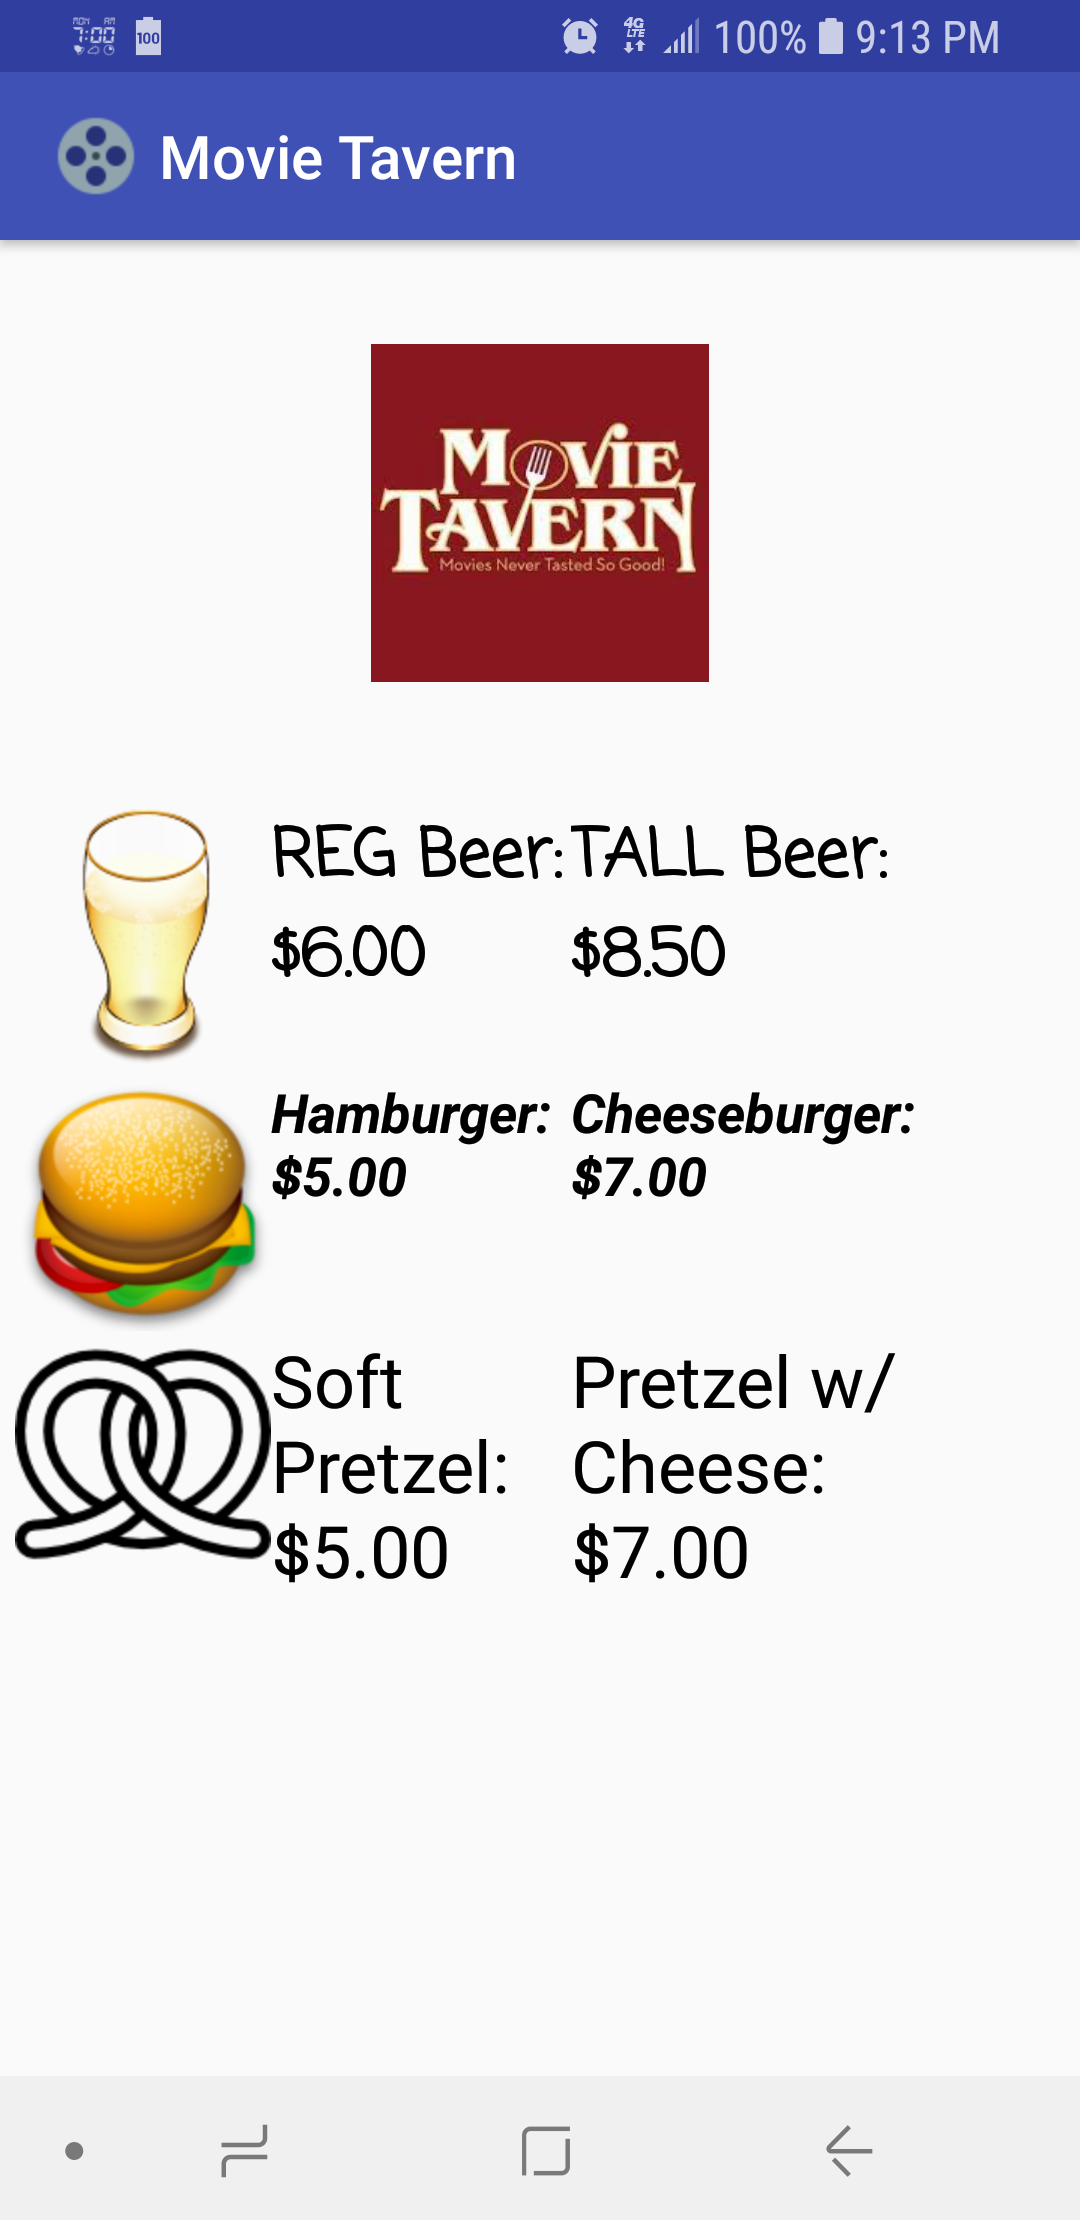 MON AM
7:00
100
4G
LTE
100%
9:13 PM
Movie Tavern
MOVIE
TAVERN
Movies Never Tasted So Good!
REG Beer: TALL Beer:
$6.00 $8.50
Hamburger: Cheeseburger:
$5.00 $7.00
Soft Pretzel w/
Pretzel: Cheese:
$5.00 $7.00